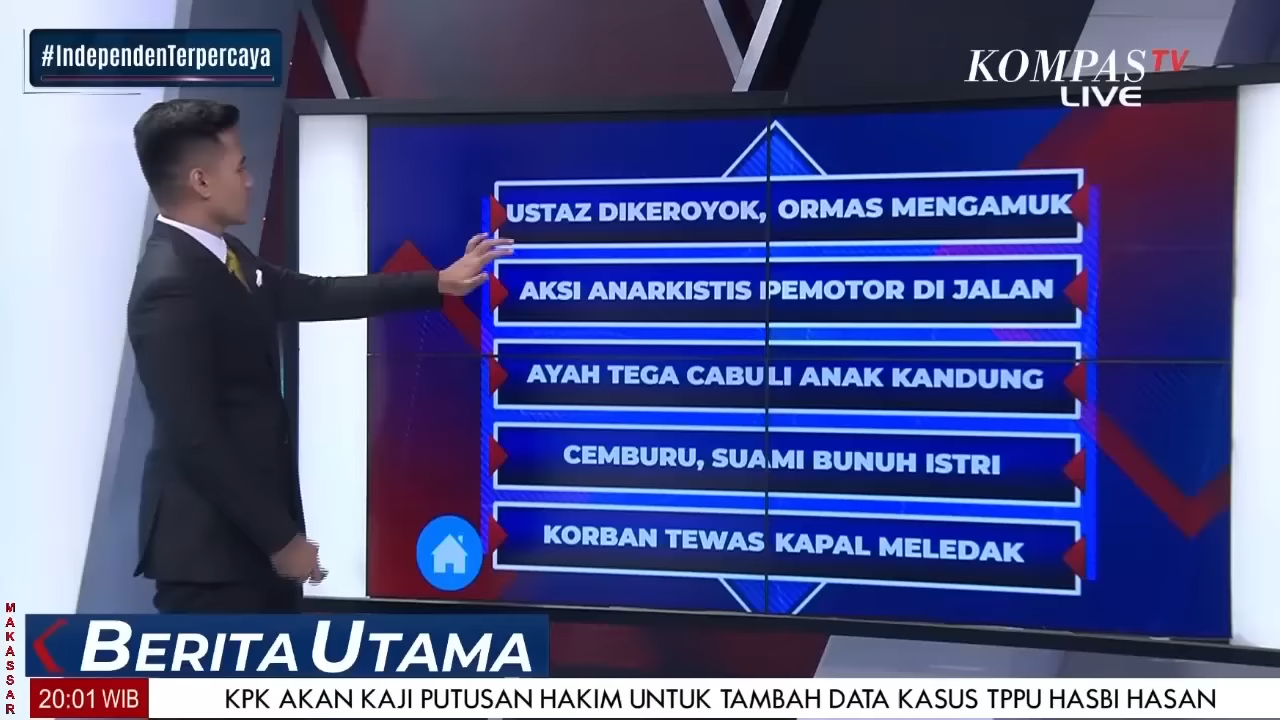 #IndependenTerpercaya
KOMPAS TV
LIVE
USTAZ DIKEROYOK, ORMAS MENGAMUK
AKSI ANARKISTIS PEMOTOR DI JALAN
AYAH TEGA CABULI ANAK KANDUNG
CEMBURU, SUAMI BUNUH ISTRI
KORBAN TEWAS KAPAL MELEDAK
MAKASSAR
BERITA UTAMA
20:01 WIB
KPK AKAN KAJI PUTUSAN HAKIM UNTUK TAMBAH DATA KASUS TPPU HASBI HASAN